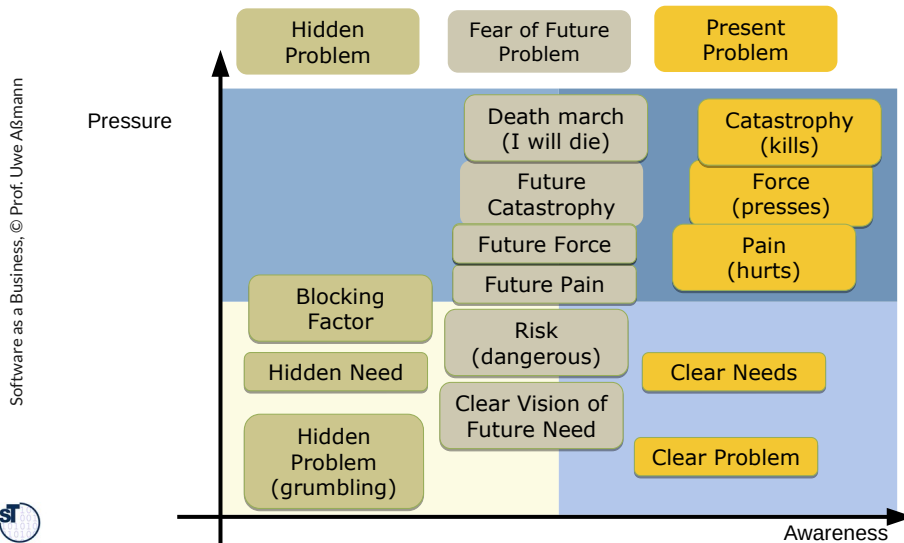 Hidden
Problem
Fear of Future
Problem
Present
Problem
Software as a Business, © Prof. Uwe Aßmann
Pressure
Death march
(I will die)
Catastrophy
(kills)
Future
Catastrophy
Force
(presses)
Future Force
Pain
(hurts)
Future Pain
Blocking
Factor
Risk
(dangerous)
Hidden Need
Clear Needs
Clear Vision of
Future Need
Hidden
Problem
(grumbling)
Clear Problem
ST
Awareness